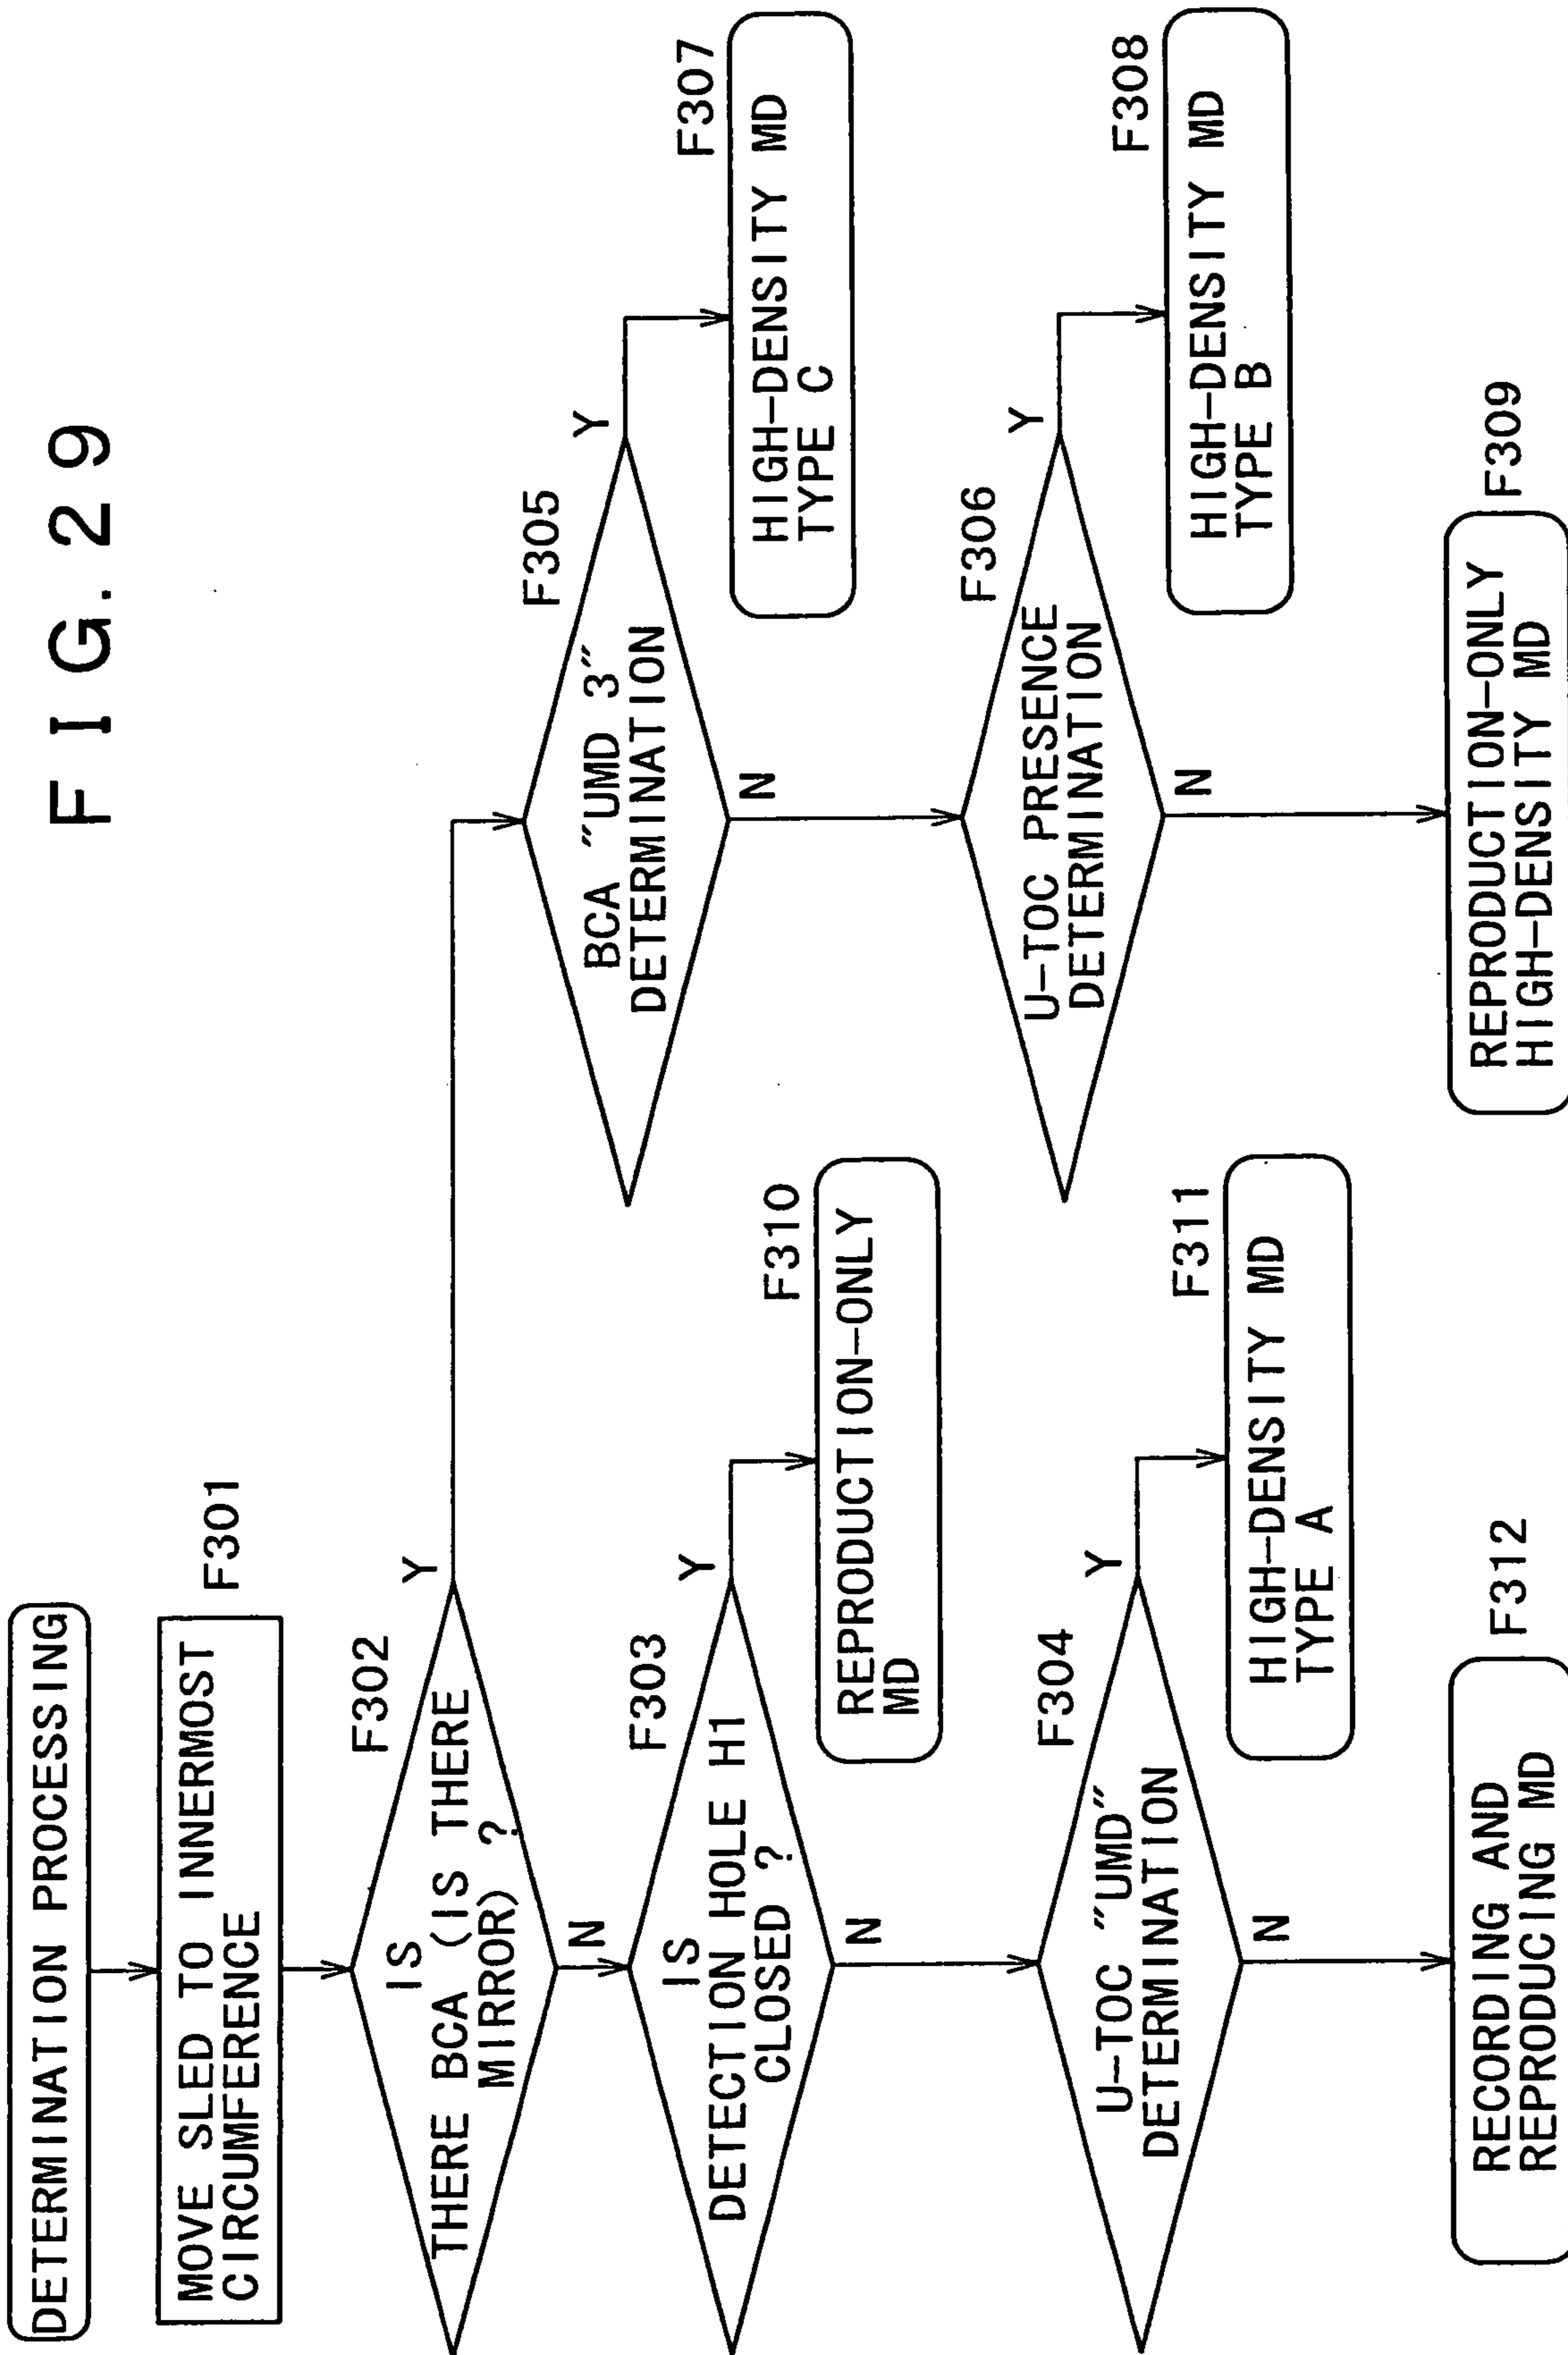 FIG. 29
DETERMINATION PROCESSING
F301
MOVE SLED TO INNERMOST
CIRCUMFERENCE
F302
IS
THERE BCA (IS THERE
MIRROR) ?
Y
N
F303
IS
DETECTION HOLE H1
CLOSED ?
Y
N
F310
REPRODUCTION-ONLY
MD
F304
U-TOC "UMD"
DETERMINATION
Y
N
F311
HIGH-DENSITY MD
TYPE A
F312
RECORDING AND
REPRODUCING MD
F305
BCA "UMD 3"
DETERMINATION
Y
N
F307
HIGH-DENSITY MD
TYPE C
F306
U-TOC PRESENCE
DETERMINATION
Y
N
F308
HIGH-DENSITY MD
TYPE B
F309
REPRODUCTION-ONLY
HIGH-DENSITY MD